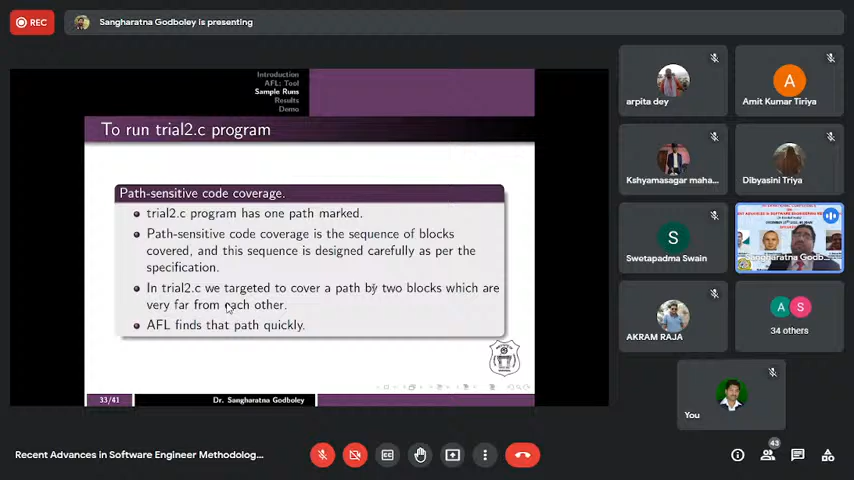 REC
Sangharatna Godboley is presenting
Introduction
AFL: Tool
Sample Runs
Results
Demo
To run trial2.c program
Path-sensitive code coverage.
trial2.c program has one path marked.
Path-sensitive code coverage is the sequence of blocks
covered, and this sequence is designed carefully as per the
specification.
In trial2.c we targeted to cover a path by two blocks which are
very far from each other.
AFL finds that path quickly.
33/41
Dr. Sangharatna Godboley
arpita dey
A
Amit Kumar Tiriya
Kshyamasagar maha...
Dibyasini Triya
S
Swetapadma Swain
Sangharatna Godb...
AKRAM RAJA
A
S
34 others
You
Recent Advances in Software Engineer Methodolog...
43